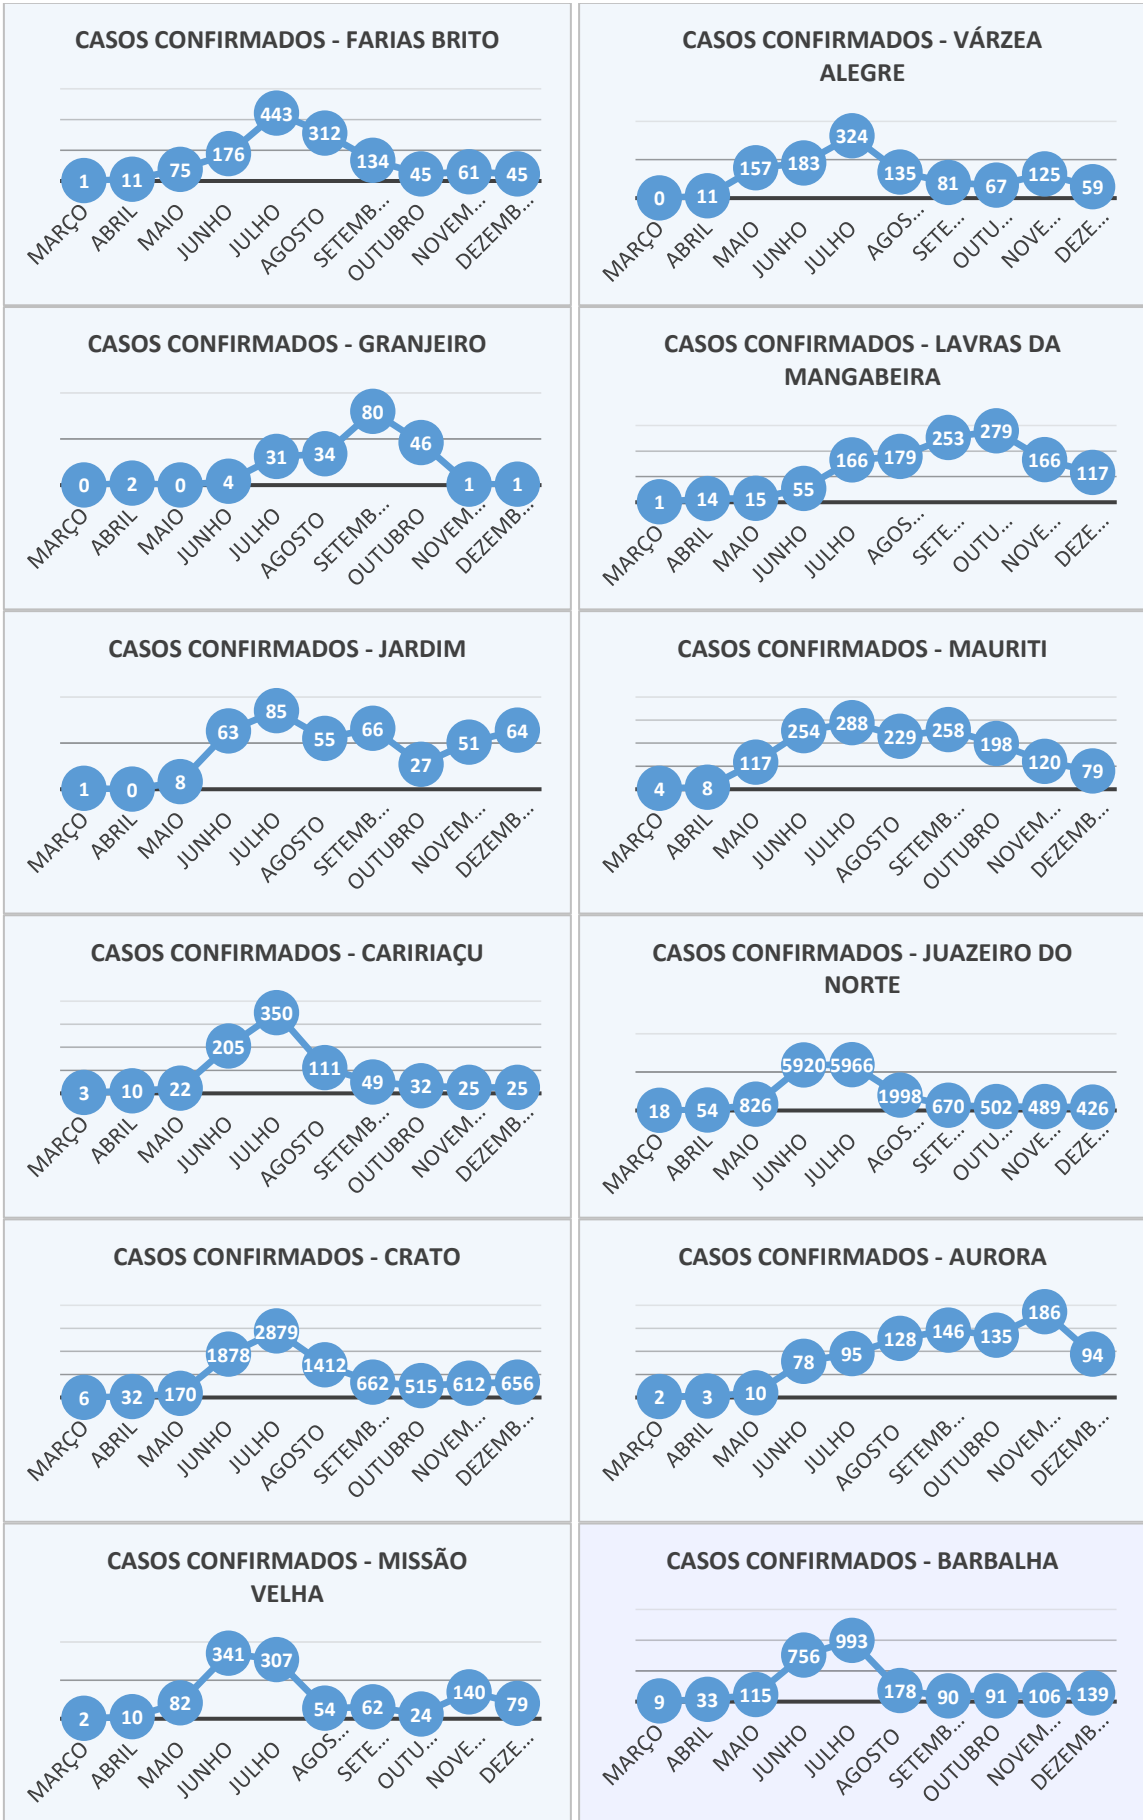 CASOS CONFIRMADOS - FARIAS BRITO
443
312
176
134
75
1
11
45
61
45
MARÇO
ABRIL
MAIO
JUNHO
JULHO
AGOSTO
SETEMB...
OUTUBRO
NOVEM...
DEZEMB...
CASOS CONFIRMADOS - VÁRZEA
ALEGRE
324
157
183
135
125
0
11
81
67
59
MARÇO
ABRIL
MAIO
JUNHO
JULHO
AGOS...
SETE...
OUTU...
NOVE...
DEZE...
CASOS CONFIRMADOS - GRANJEIRO
0
2
0
4
31
34
80
46
1
1
MARÇO
ABRIL
MAIO
JUNHO
JULHO
AGOSTO
SETEMB...
OUTUBRO
NOVEM...
DEZEMB...
CASOS CONFIRMADOS - LAVRAS DA
MANGABEIRA
1
14
15
55
166
179
253
279
166
117
MARÇO
ABRIL
MAIO
JUNHO
JULHO
AGOS...
SETE...
OUTU...
NOVE...
DEZE...
CASOS CONFIRMADOS - JARDIM
1
0
8
63
85
55
66
27
51
64
MARÇO
ABRIL
MAIO
JUNHO
JULHO
AGOSTO
SETEMB...
OUTUBRO
NOVEM...
DEZEMB...
CASOS CONFIRMADOS - MAURITI
4
8
117
254
288
229
258
198
120
79
MARÇO
ABRIL
MAIO
JUNHO
JULHO
AGOSTO
SETEMB...
OUTUBRO
NOVEM...
DEZEMB...
CASOS CONFIRMADOS - CARIRIAÇU
3
10
22
205
350
111
49
32
25
25
MARÇO
ABRIL
MAIO
JUNHO
JULHO
AGOSTO
SETEMB...
OUTUBRO
NOVEM...
DEZEMB...
CASOS CONFIRMADOS - JUAZEIRO DO
NORTE
18
54
826
5920
5966
1998
670
502
489
426
MARÇO
ABRIL
MAIO
JUNHO
JULHO
AGOS...
SETE...
OUTU...
NOVE...
DEZE...
CASOS CONFIRMADOS - CRATO
6
32
170
1878
2879
1412
662
515
612
656
MARÇO
ABRIL
MAIO
JUNHO
JULHO
AGOSTO
SETEMB...
OUTUBRO
NOVEM...
DEZEMB...
CASOS CONFIRMADOS - AURORA
2
3
10
78
95
128
146
135
186
94
MARÇO
ABRIL
MAIO
JUNHO
JULHO
AGOSTO
SETEMB...
OUTUBRO
NOVEM...
DEZEMB...
CASOS CONFIRMADOS - MISSÃO
VELHA
2
10
82
341
307
54
62
24
140
79
MARÇO
ABRIL
MAIO
JUNHO
JULHO
AGOS...
SETE...
OUTU...
NOVE...
DEZE...
CASOS CONFIRMADOS - BARBALHA
9
33
115
756
993
178
90
91
106
139
MARÇO
ABRIL
MAIO
JUNHO
JULHO
AGOSTO
SETEMB...
OUTUBRO
NOVEM...
DEZEMB...